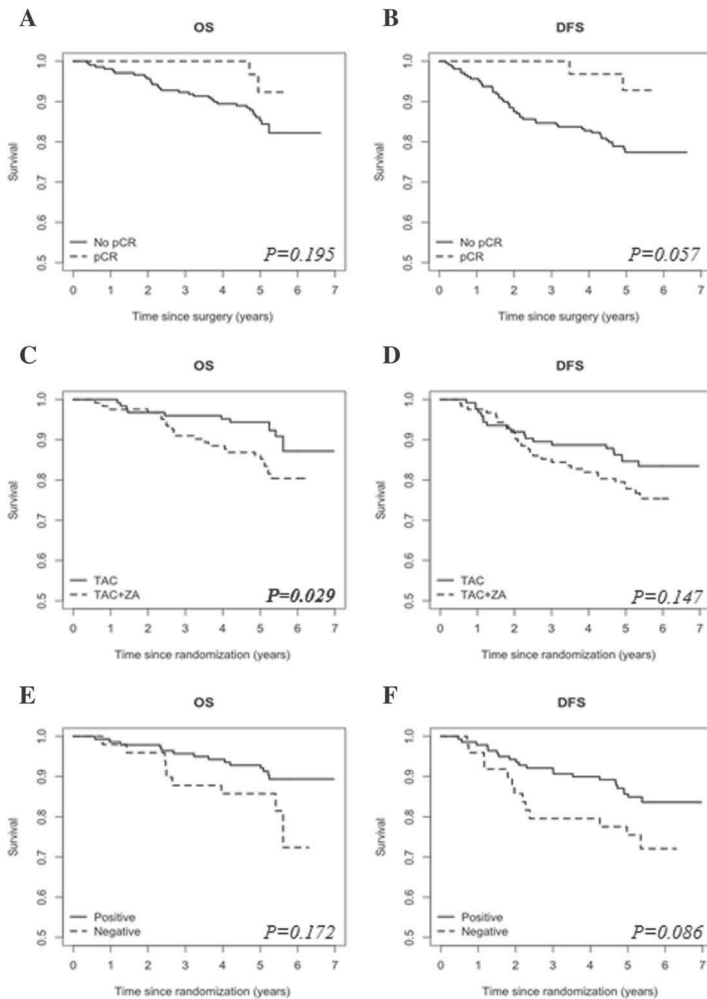 A
OS
Survival
1.0
0.9
0.8
0.7
0.6
0.5
No pCR
pCR
P=0.195
0 1 2 3 4 5 6 7
Time since surgery (years)
B
DFS
Survival
1.0
0.9
0.8
0.7
0.6
0.5
No pCR
pCR
P=0.057
0 1 2 3 4 5 6 7
Time since surgery (years)
C
OS
Survival
1.0
0.9
0.8
0.7
0.6
0.5
TAC
TAC+ZA
P=0.029
0 1 2 3 4 5 6 7
Time since randomization (years)
D
DFS
Survival
1.0
0.9
0.8
0.7
0.6
0.5
TAC
TAC+ZA
P=0.147
0 1 2 3 4 5 6 7
Time since randomization (years)
E
OS
Survival
1.0
0.9
0.8
0.7
0.6
0.5
Positive
Negative
P=0.172
0 1 2 3 4 5 6 7
Time since randomization (years)
F
DFS
Survival
1.0
0.9
0.8
0.7
0.6
0.5
Positive
Negative
P=0.086
0 1 2 3 4 5 6 7
Time since randomization (years)